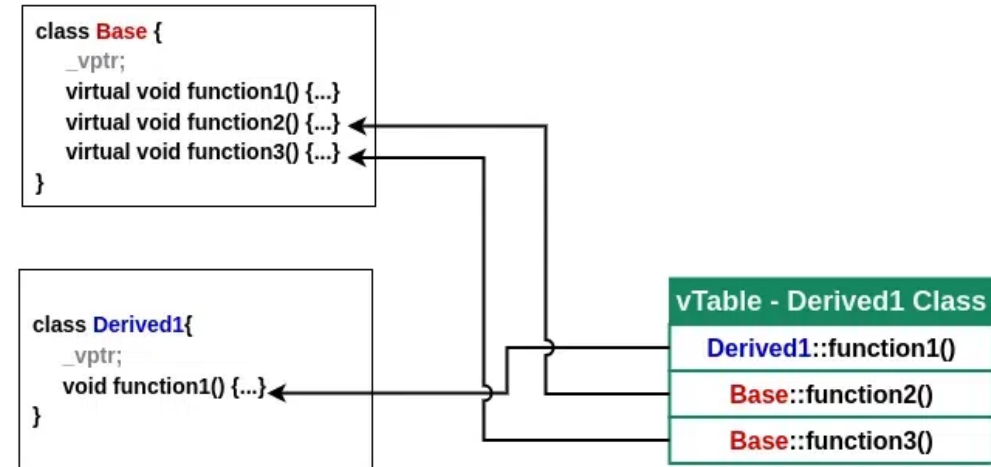 class Base {
_vptr;
virtual void function1() {...}
virtual void function2() {...}
virtual void function3() {...}
}
class Derived1{
_vptr;
void function1() {...}
}
vTable - Derived1 Class
Derived1::function1()
Base::function2()
Base::function3()